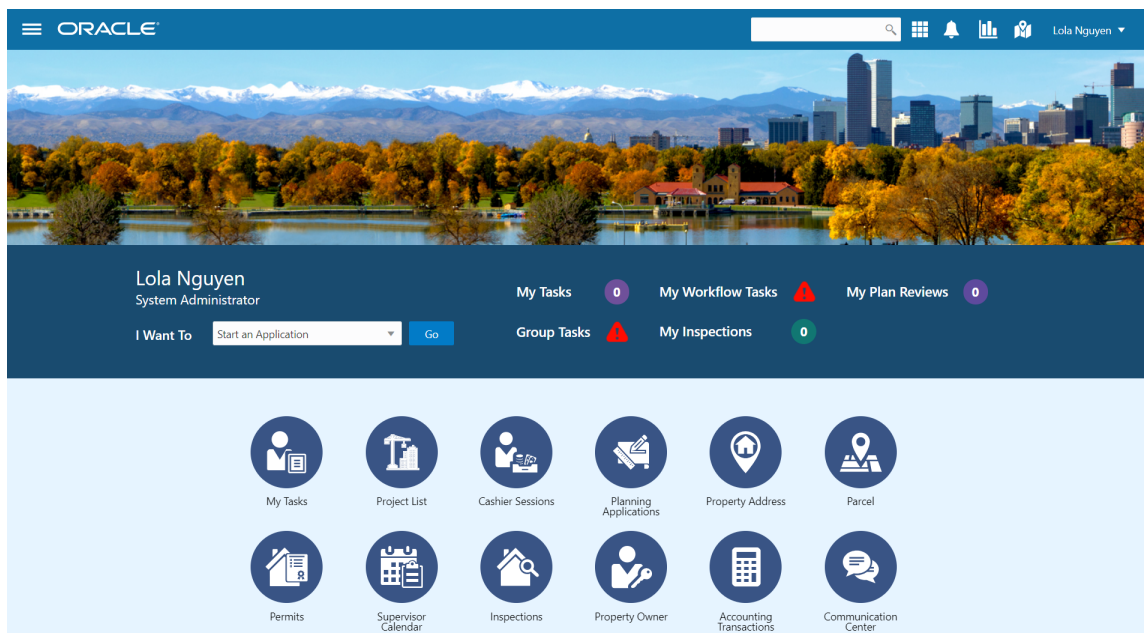 ORACLE
Lola Nguyen
Lola Nguyen
System Administrator
I Want To
Start an Application
Go
My Tasks 0
My Workflow Tasks
My Plan Reviews 0
Group Tasks
My Inspections 0
My Tasks
Project List
Cashier Sessions
Planning
Applications
Property Address
Parcel
Permits
Supervisor
Calendar
Inspections
Property Owner
Accounting
Transactions
Communication
Center